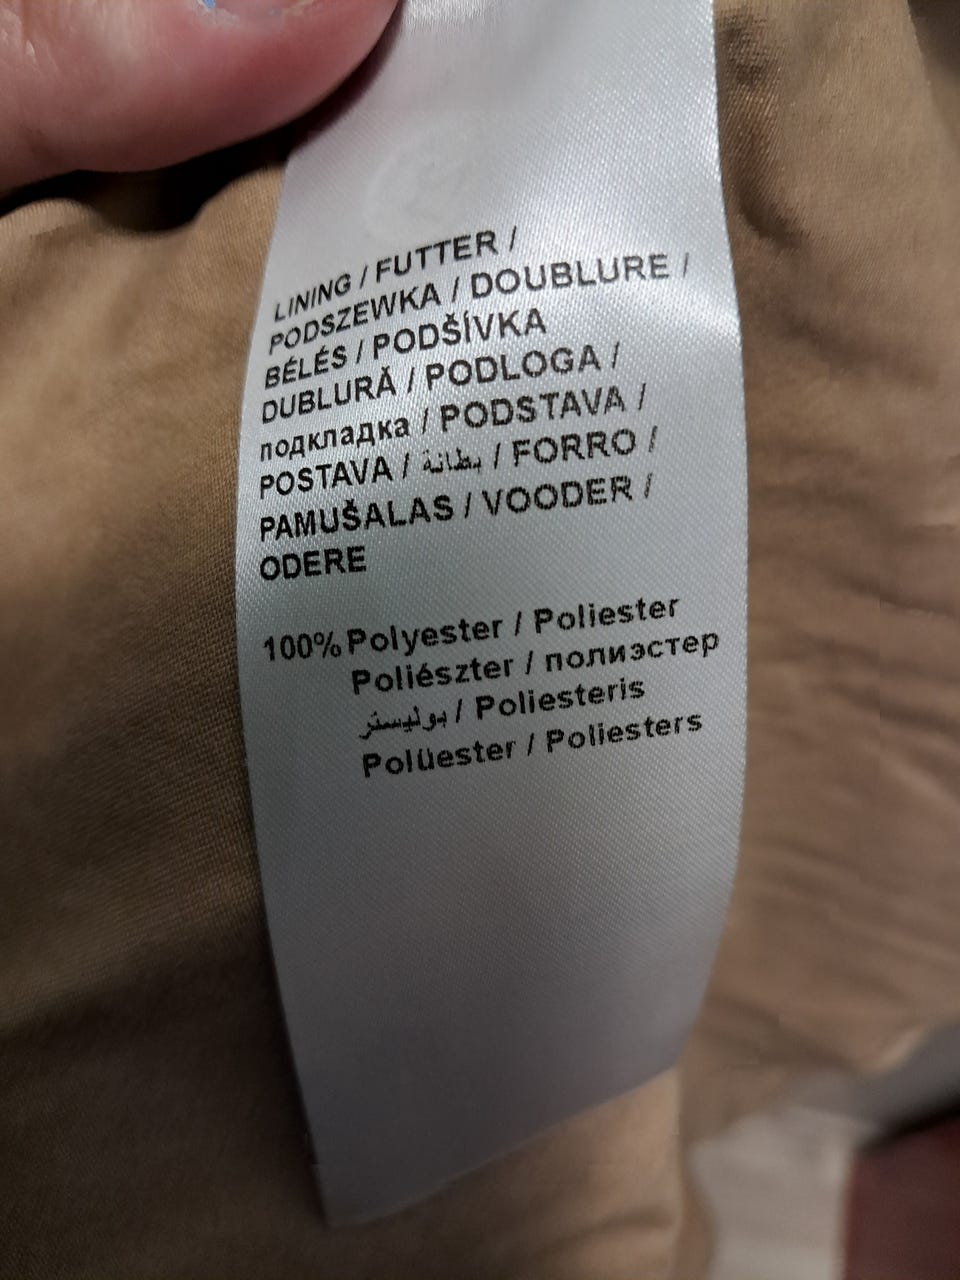 LINING / FUTTER /
PODSZEWKA / DOUBLURE /
BÉLÉS / PODŠÍVKA
DUBLURĂ / PODLOGA /
подкладка / PODSTAVA /
POSTAVA / بطانة / FORRO /
PAMUŠALAS / VOODER /
ODERE
100% Polyester / Poliester
Poliészter / полиэстер
بوليستر / Poliesteris
Polüester / Poliesters